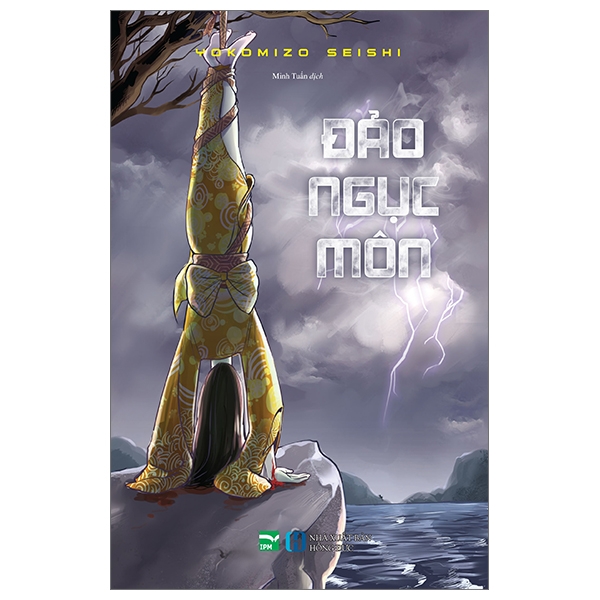 YOKOMIZO SEISHI
Minh Tuấn dịch
ĐẢO
NGỤC
MÔN
IPM
NHÀ XUẤT BẢN
HỒNG ĐỨC